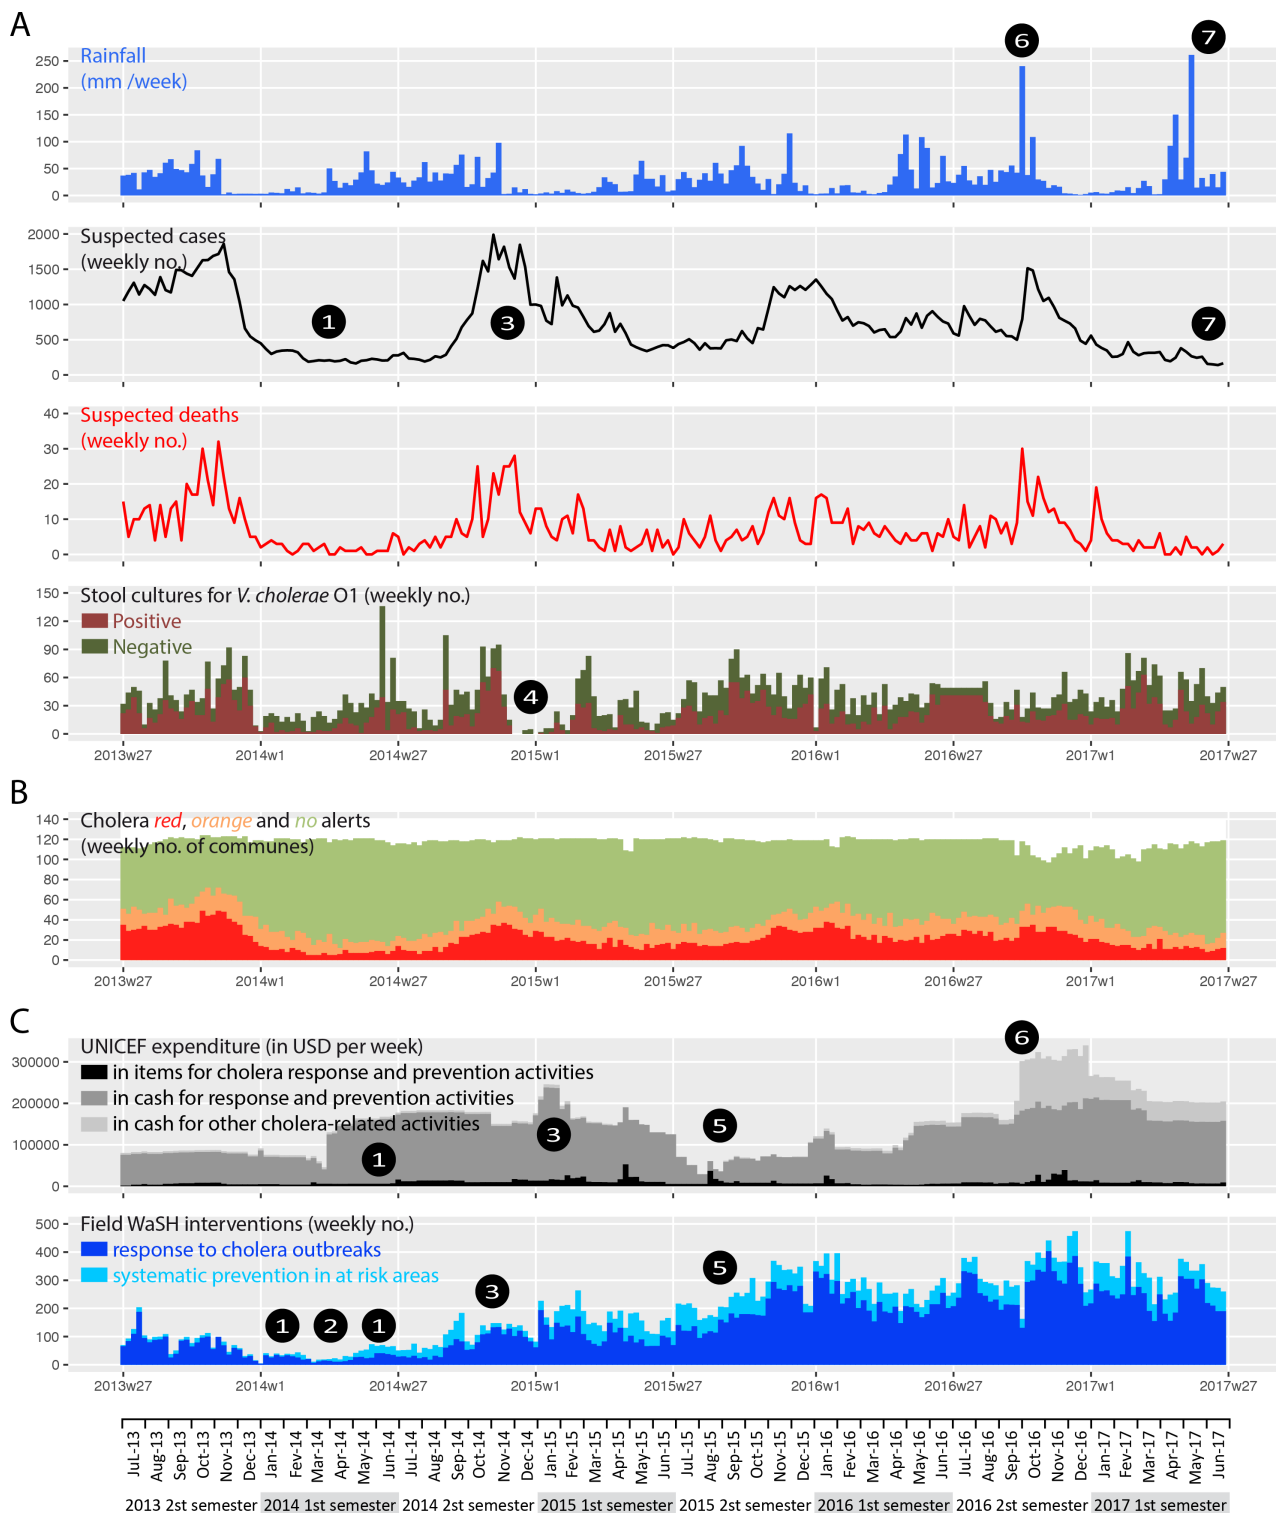 A
6
7
Rainfall
(mm /week)
250
200
150
100
50
0
Suspected cases
(weekly no.)
2000
1500
1000
500
0
1
3
7
Suspected deaths
(weekly no.)
40
30
20
10
0
Stool cultures for V. cholerae O1 (weekly no.)
Positive
Negative
150
120
90
60
30
0
4
2013w27 2014w1 2014w27 2015w1 2015w27 2016w1 2016w27 2017w1 2017w27
B
Cholera red, orange and no alerts
(weekly no. of communes)
140
120
100
80
60
40
20
0
2013w27 2014w1 2014w27 2015w1 2015w27 2016w1 2016w27 2017w1 2017w27
C
6
UNICEF expenditure (in USD per week)
in items for cholera response and prevention activities
in cash for response and prevention activities
in cash for other cholera-related activities
300000
200000
100000
0
1
3
5
Field WaSH interventions (weekly no.)
response to cholera outbreaks
systematic prevention in at risk areas
500
400
300
200
100
0
1
2
1
3
5
2013w27 2014w1 2014w27 2015w1 2015w27 2016w1 2016w27 2017w1 2017w27
JuL-13 Aug-13 Sep-13 Oct-13 Nov-13 Dec-13 Jan-14 Fev-14 Mar-14 Apr-14 May-14 Jun-14 JuL-14 Aug-14 Sep-14 Oct-14 Nov-14 Dec-14 Jan-15 Fev-15 Mar-15 Apr-15 May-15 Jun-15 JuL-15 Aug-15 Sep-15 Oct-15 Nov-15 Dec-15 Jan-16 Fev-16 Mar-16 Apr-16 May-16 Jun-16 JuL-16 Aug-16 Sep-16 Oct-16 Nov-16 Dec-16 Jan-17 Fev-17 Mar-17 Apr-17 May-17 Jun-17
2013 2st semester 2014 1st semester 2014 2st semester 2015 1st semester 2015 2st semester 2016 1st semester 2016 2st semester 2017 1st semester